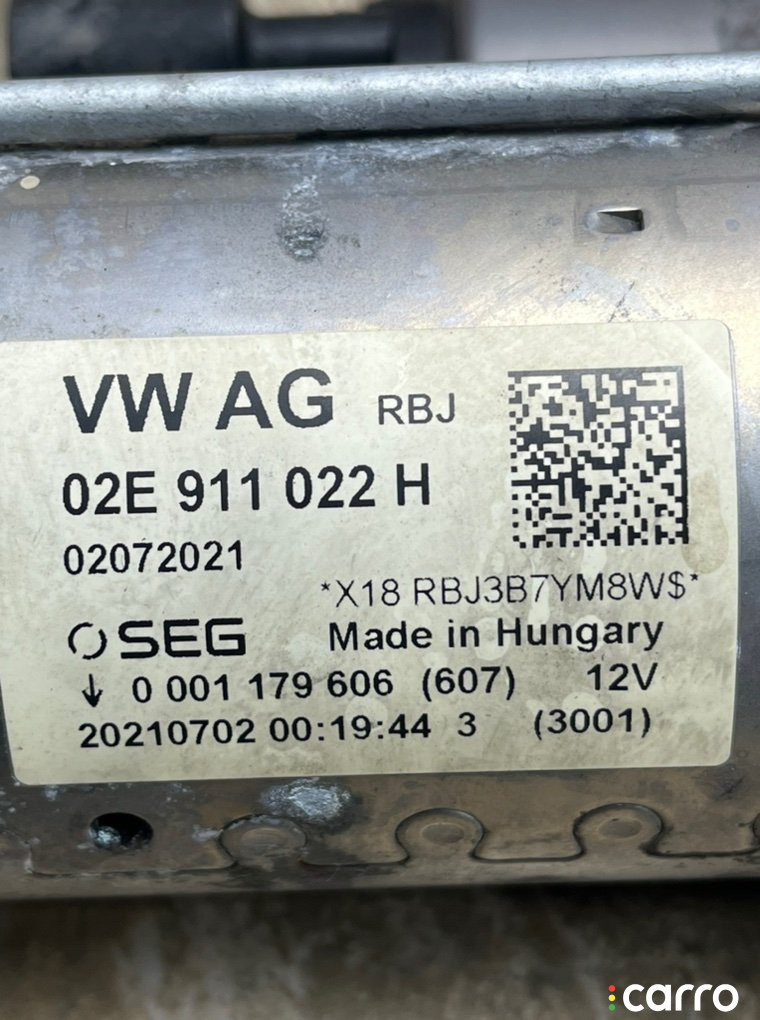 VW AG RBJ
02E 911 022 H
02072021
*X18 RBJ3B7YM8W$*
SEG Made in Hungary
↓ 0 001 179 606 (607) 12V
20210702 00:19:44 3 (3001)
carro